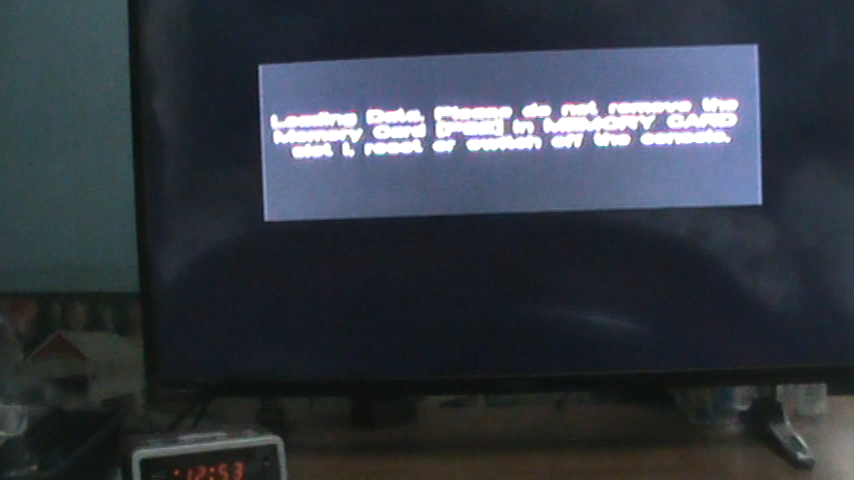 Loading Data. Please do not remove the
Memory Card [PS2] in MEMORY CARD
slot 1, reset or switch off the console.
12:53